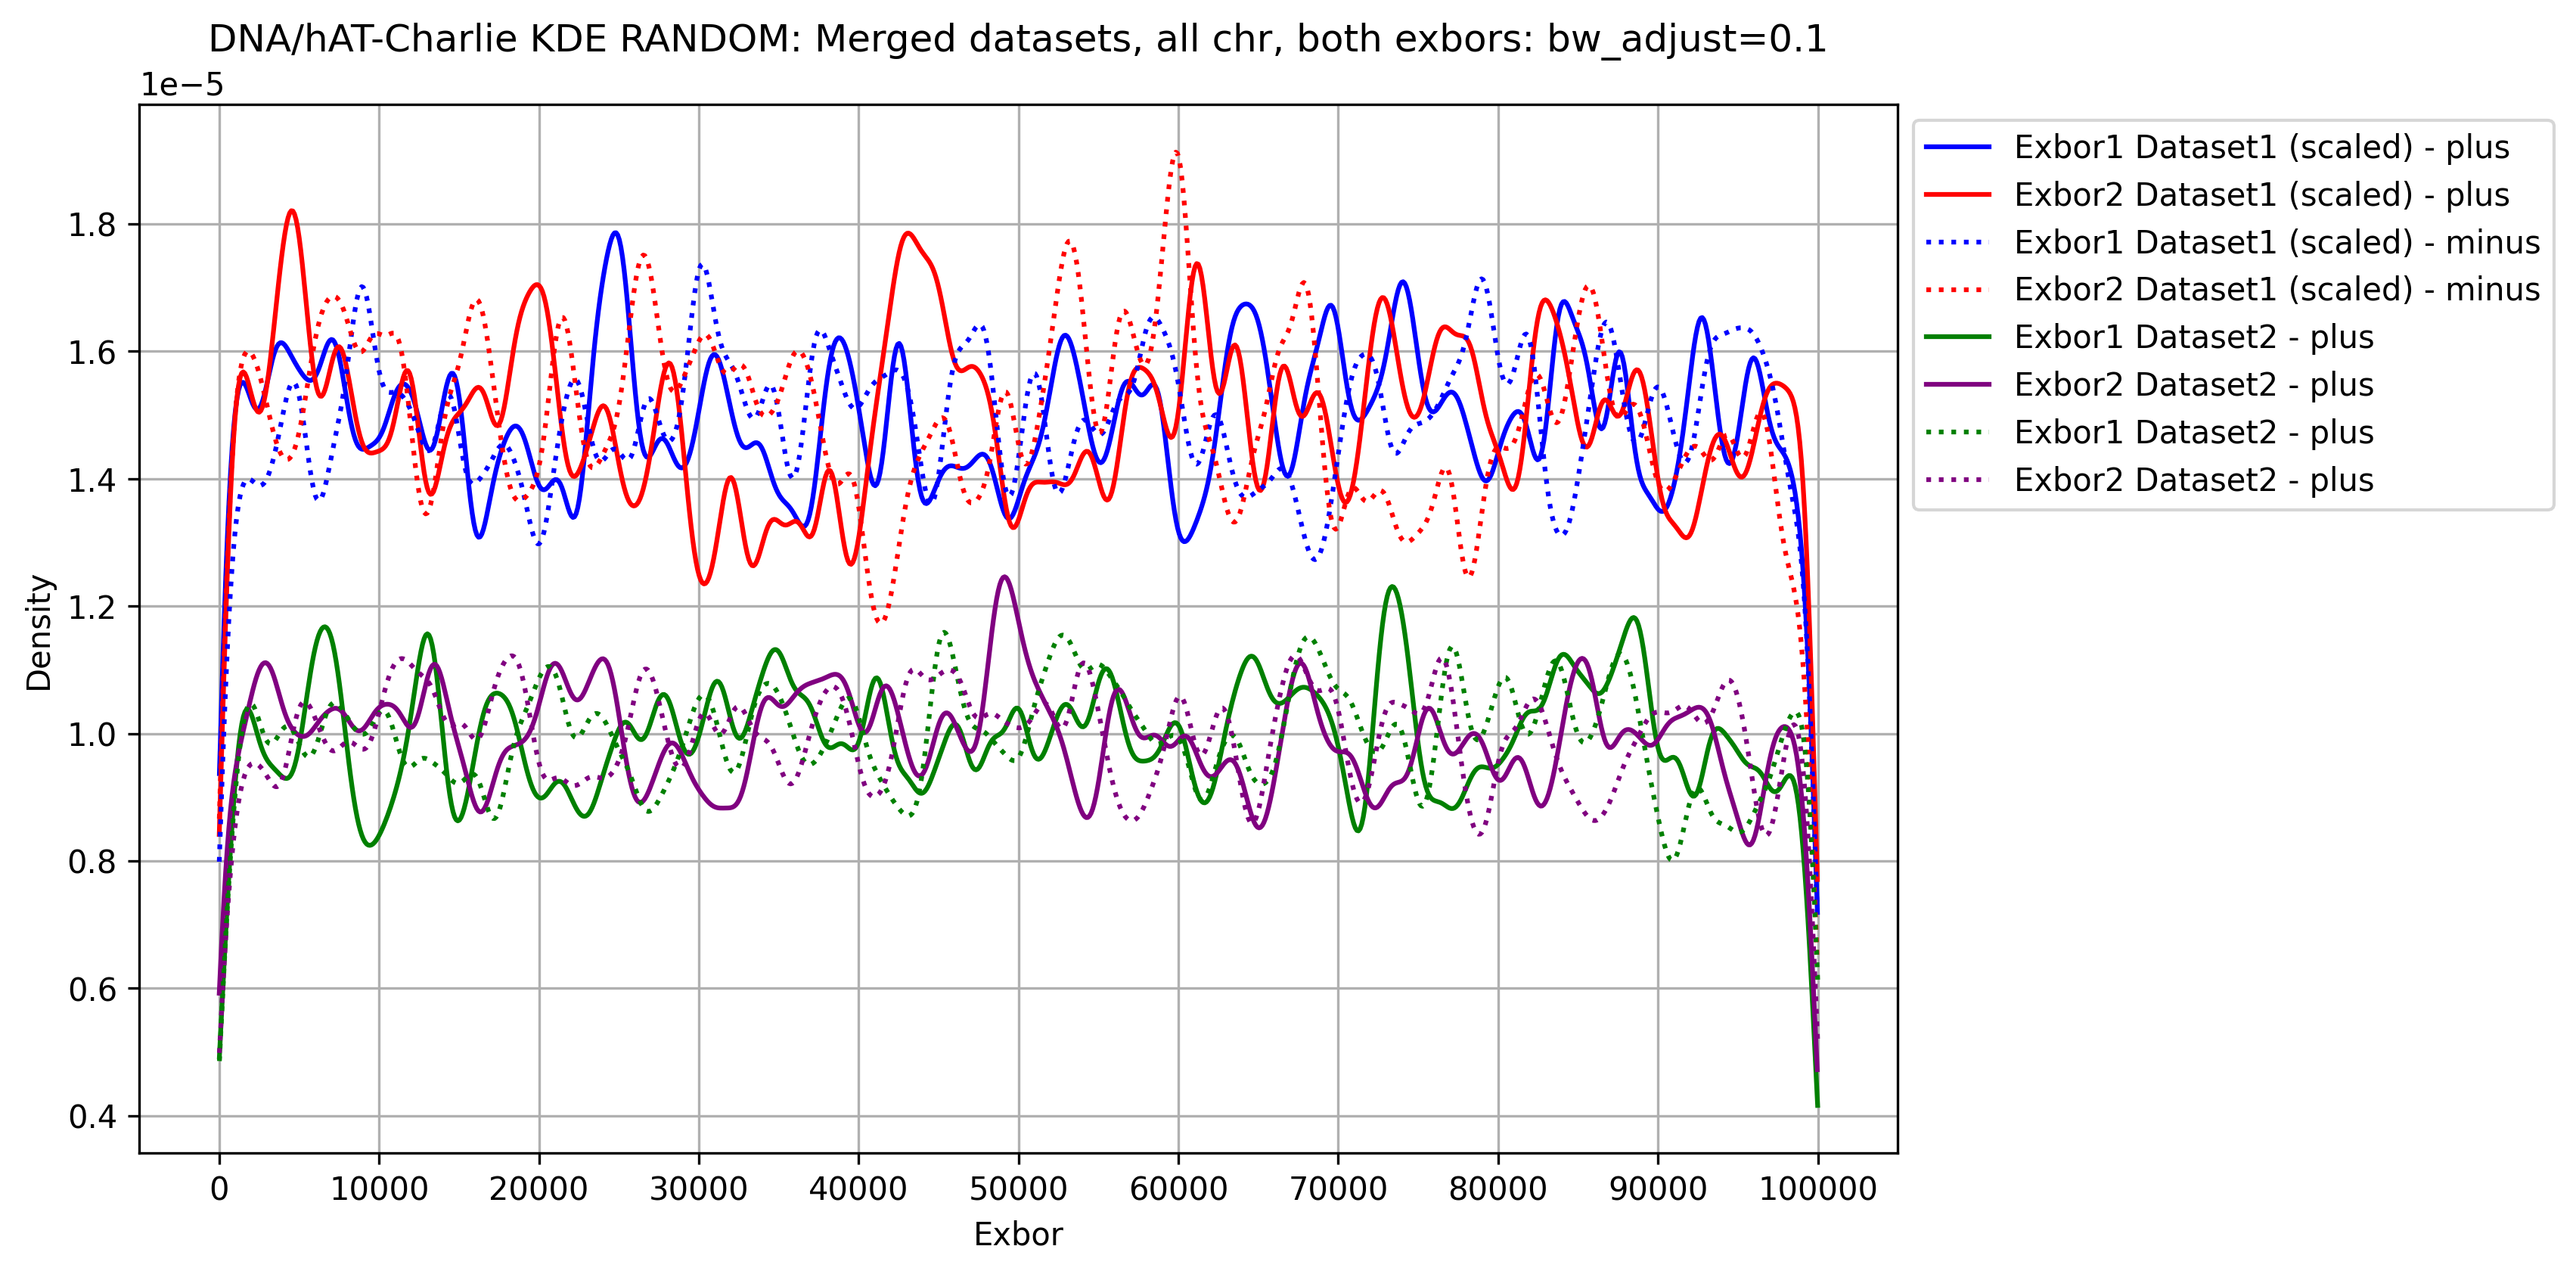 DNA/hAT-Charlie KDE RANDOM: Merged datasets, all chr, both exbors: bw_adjust=0.1
1e−5
1.8
1.6
1.4
1.2
1.0
0.8
0.6
0.4
Density
0 10000 20000 30000 40000 50000 60000 70000 80000 90000 100000
Exbor
Exbor1 Dataset1 (scaled) - plus
Exbor2 Dataset1 (scaled) - plus
Exbor1 Dataset1 (scaled) - minus
Exbor2 Dataset1 (scaled) - minus
Exbor1 Dataset2 - plus
Exbor2 Dataset2 - plus
Exbor1 Dataset2 - plus
Exbor2 Dataset2 - plus